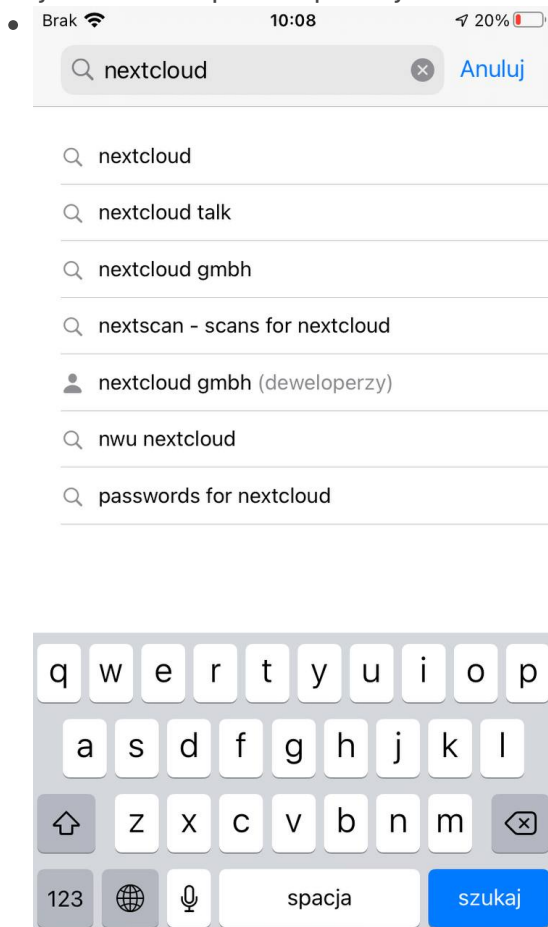 Brak 10:08 20%
nextcloud Anuluj
nextcloud
nextcloud talk
nextcloud gmbh
nextscan - scans for nextcloud
nextcloud gmbh (deweloperzy)
nwu nextcloud
passwords for nextcloud
q w e r t y u i o p
a s d f g h j k l
z x c v b n m
123 spacja szukaj